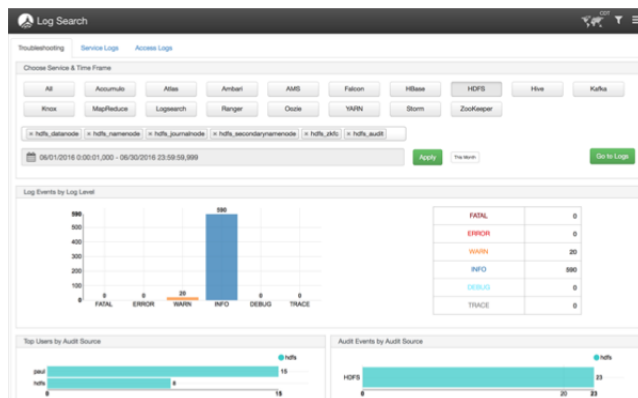 Log Search
CDT
Troubleshooting Service Logs Access Logs
Choose Service & Time Frame
All Accumulo Atlas Ambari AMS Falcon HBase HDFS Hive Kafka
Knox MapReduce Logsearch Ranger Oozie YARN Storm ZooKeeper
× hdfs_datanode × hdfs_namenode × hdfs_journalnode × hdfs_secondarynamenode × hdfs_zkfc × hdfs_audit
06/01/2016 0:00:01,000 - 06/30/2016 23:59:59,999 Apply This Month Go to Logs
Log Events by Log Level
590
500
400
300
200
100
0
0 0 20 590 0 0
FATAL ERROR WARN INFO DEBUG TRACE
FATAL 0
ERROR 0
WARN 20
INFO 590
DEBUG 0
TRACE 0
Top Users by Audit Source
hdfs
paul 15
hdfs 8
0 15
Audit Events by Audit Source
hdfs
HDFS 23
0 20 23